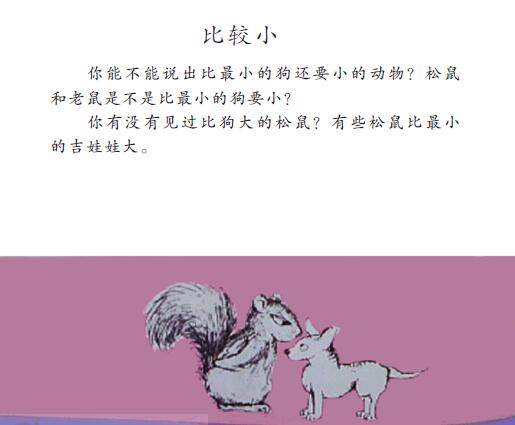 比较小
你能不能说出比最小的狗还要小的动物？松鼠
和老鼠是不是比最小的狗要小？
你有没有见过比狗大的松鼠？有些松鼠比最小
的吉娃娃大。